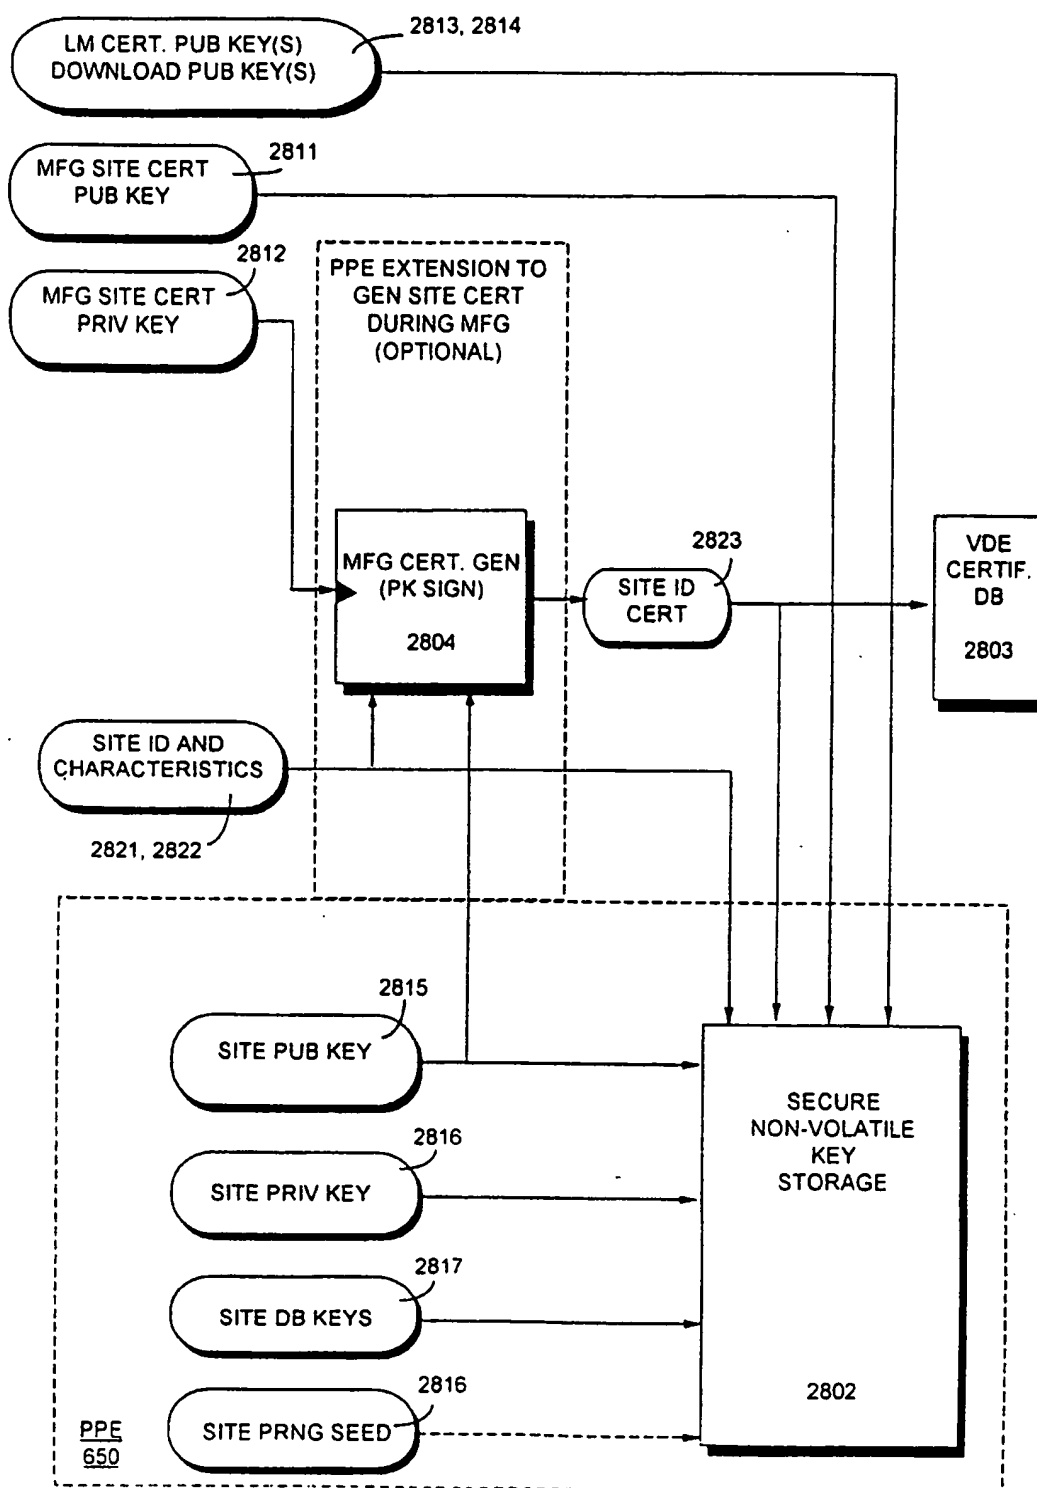 2813, 2814
LM CERT. PUB KEY(S)
DOWNLOAD PUB KEY(S)
2811
MFG SITE CERT
PUB KEY
2812
MFG SITE CERT
PRIV KEY
PPE EXTENSION TO
GEN SITE CERT
DURING MFG
(OPTIONAL)
MFG CERT. GEN
(PK SIGN)
2804
2823
SITE ID
CERT
VDE
CERTIF.
DB
2803
SITE ID AND
CHARACTERISTICS
2821, 2822
2815
SITE PUB KEY
2816
SITE PRIV KEY
2817
SITE DB KEYS
2816
SITE PRNG SEED
SECURE
NON-VOLATILE
KEY
STORAGE
2802
PPE
650